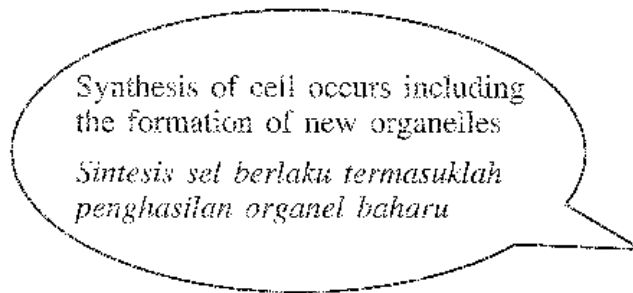 Synthesis of cell occurs including
the formation of new organelles
Sintesis sel berlaku termasuklah
penghasilan organel baharu